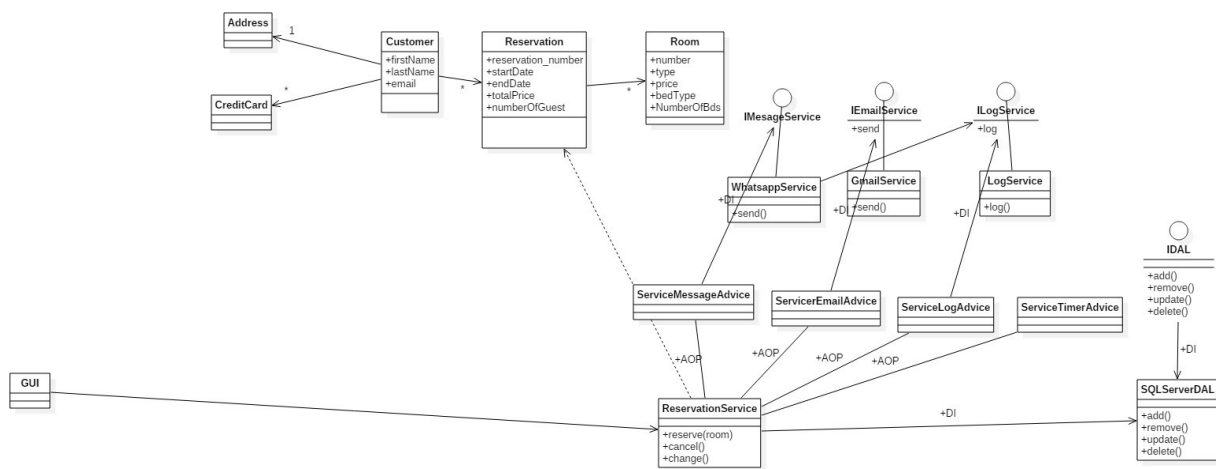 Address
1
Customer
+firstName
+lastName
+email
*
CreditCard
*
Reservation
+reservation_number
+startDate
+endDate
+totalPrice
+numberOfGuest
*
Room
+number
+type
+price
+bedType
+NumberOfBds
IMesageService
IEmailService
+send
ILogService
+log
WhatsappService
+send()
+DI
GmailService
+send()
+DI
LogService
+log()
+DI
IDAL
+add()
+remove()
+update()
+delete()
+DI
ServiceMessageAdvice
ServicerEmailAdvice
ServiceLogAdvice
ServiceTimerAdvice
+AOP
+AOP
+AOP
+AOP
GUI
ReservationService
+reserve(room)
+cancel()
+change()
+DI
SQLServerDAL
+add()
+remove()
+update()
+delete()